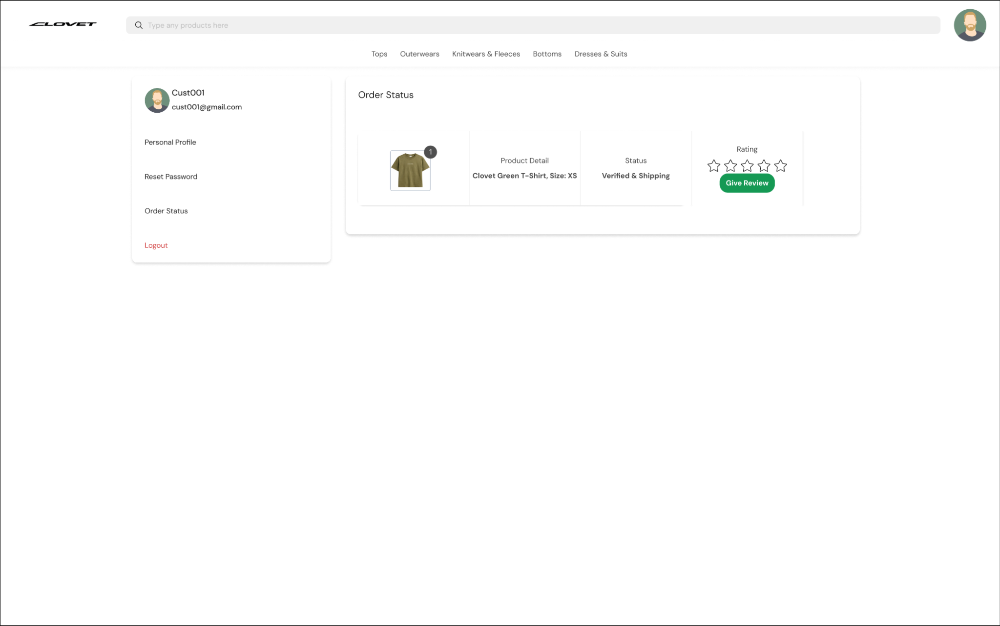 CLOVET
Type any products here
Tops Outerwears Knitwears & Fleeces Bottoms Dresses & Suits
Cust001
cust001@gmail.com
Personal Profile
Reset Password
Order Status
Logout
Order Status
1
Product Detail
Clovet Green T-Shirt, Size: XS
Status
Verified & Shipping
Rating
Give Review